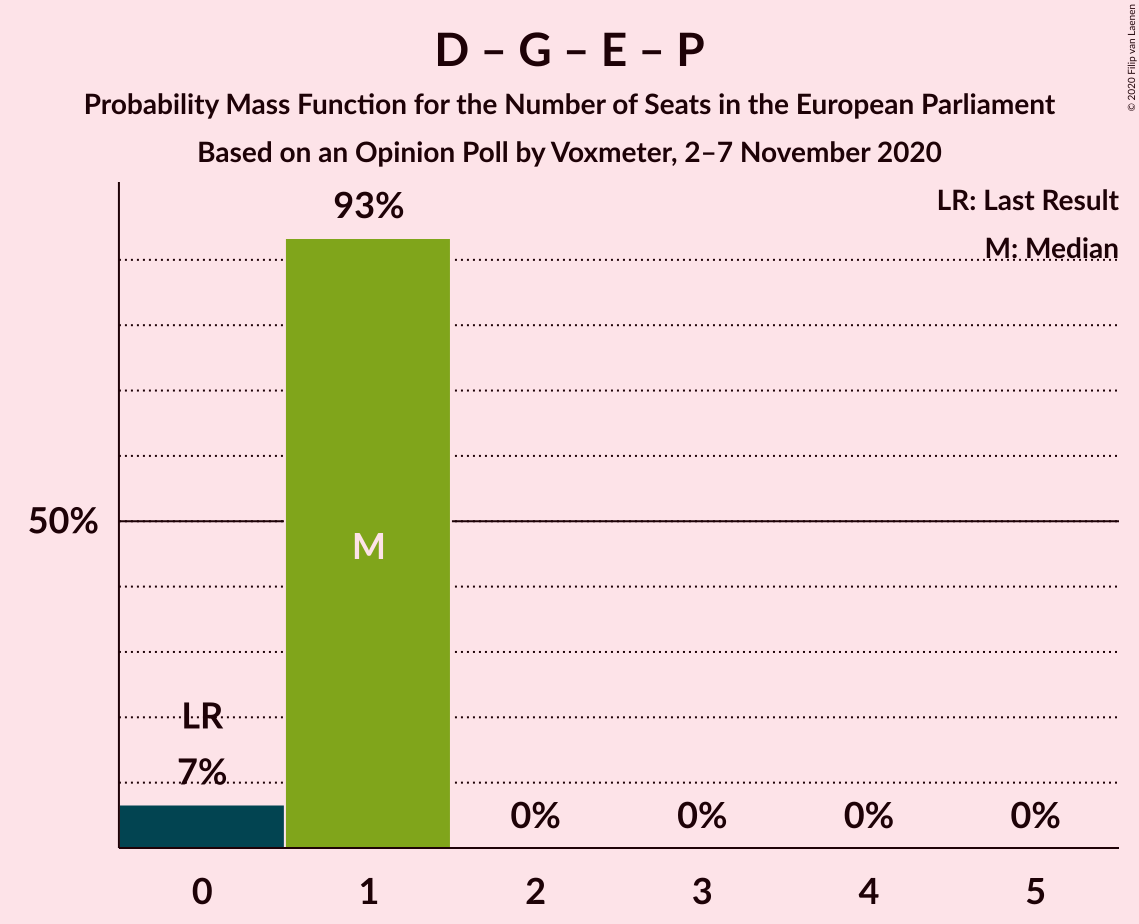 D – G – E – P
Probability Mass Function for the Number of Seats in the European Parliament
Based on an Opinion Poll by Voxmeter, 2–7 November 2020
© 2020 Filip van Laenen
LR: Last Result
M: Median
93%
50%
M
LR
7%
0%
0%
0%
0%
0
1
2
3
4
5